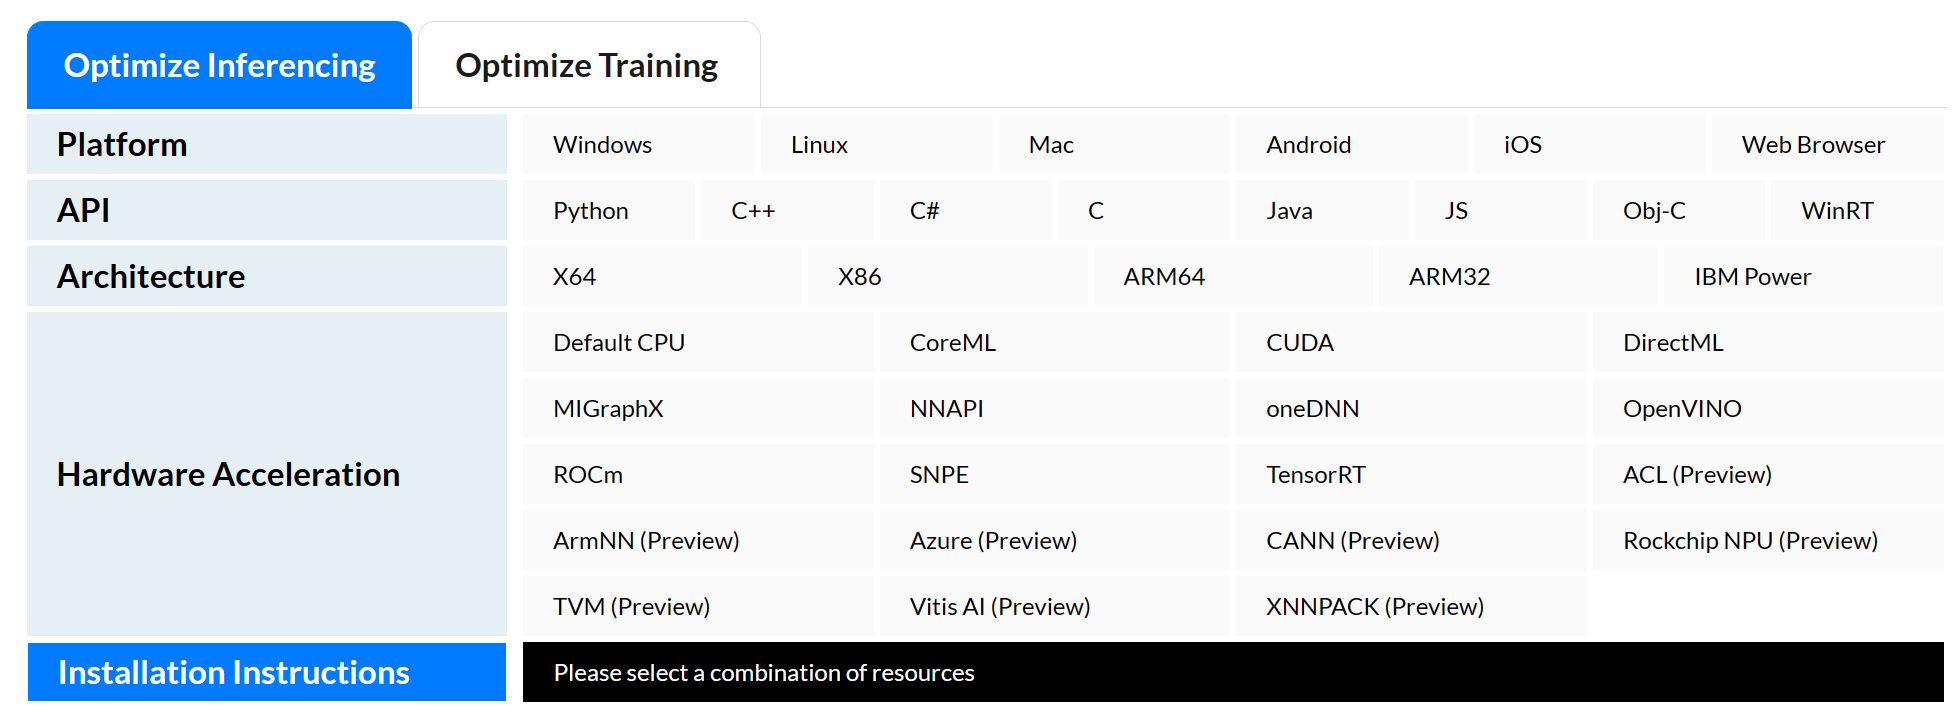 Optimize Inferencing Optimize Training
Platform Windows Linux Mac Android iOS Web Browser
API Python C++ C# C Java JS Obj-C WinRT
Architecture X64 X86 ARM64 ARM32 IBM Power
Default CPU CoreML CUDA DirectML
MIGraphX NNAPI oneDNN OpenVINO
Hardware Acceleration ROCm SNPE TensorRT ACL (Preview)
ArmNN (Preview) Azure (Preview) CANN (Preview) Rockchip NPU (Preview)
TVM (Preview) Vitis AI (Preview) XNNPACK (Preview)
Installation Instructions Please select a combination of resources